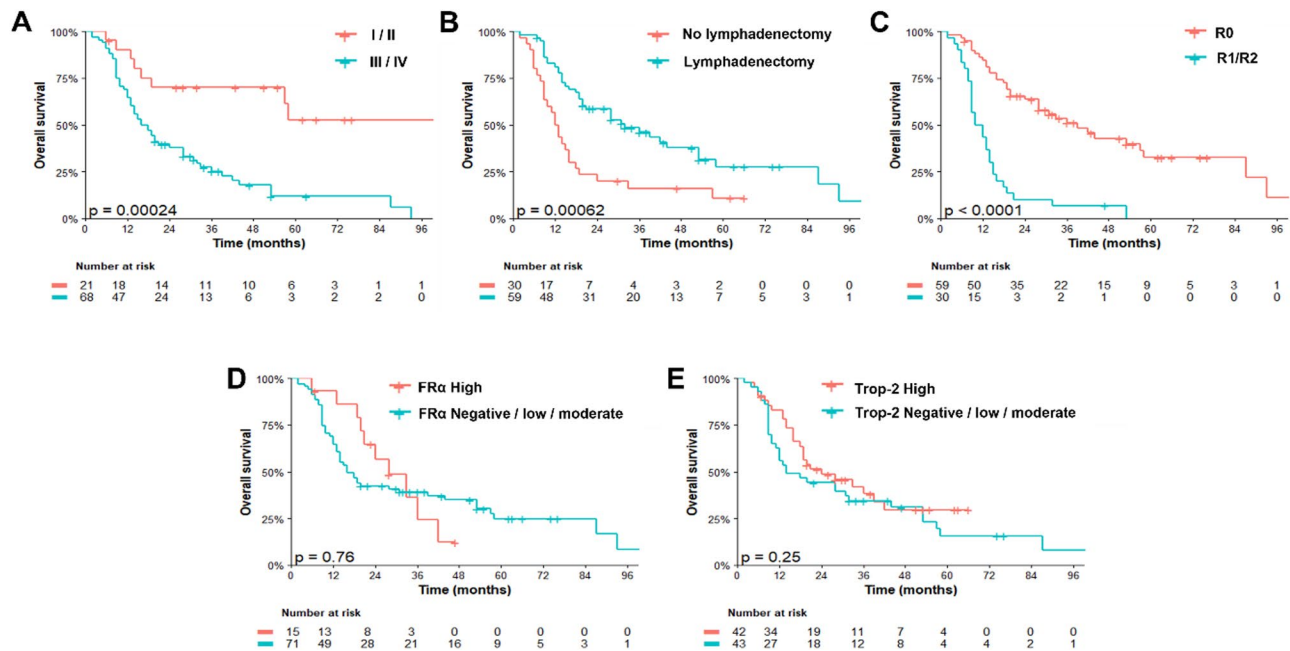 A
I / II
III / IV
Overall survival
100%
75%
50%
25%
0%
p = 0.00024
0 12 24 36 48 60 72 84 96
Time (months)
Number at risk
21 18 14 11 10 6 3 1 1
68 47 24 13 6 3 2 2 0
B
No lymphadenectomy
Lymphadenectomy
Overall survival
100%
75%
50%
25%
0%
p = 0.00062
0 12 24 36 48 60 72 84 96
Time (months)
Number at risk
30 17 7 4 3 2 0 0 0
59 48 31 20 13 7 5 3 1
C
R0
R1/R2
Overall survival
100%
75%
50%
25%
0%
p < 0.0001
0 12 24 36 48 60 72 84 96
Time (months)
Number at risk
59 50 35 22 15 9 5 3 1
30 15 3 2 1 0 0 0 0
D
FRα High
FRα Negative / low / moderate
Overall survival
100%
75%
50%
25%
0%
p = 0.76
0 12 24 36 48 60 72 84 96
Time (months)
Number at risk
15 13 8 3 0 0 0 0 0
71 49 28 21 16 9 5 3 1
E
Trop-2 High
Trop-2 Negative / low / moderate
Overall survival
100%
75%
50%
25%
0%
p = 0.25
0 12 24 36 48 60 72 84 96
Time (months)
Number at risk
42 34 19 11 7 4 0 0 0
43 27 18 12 8 4 4 2 1